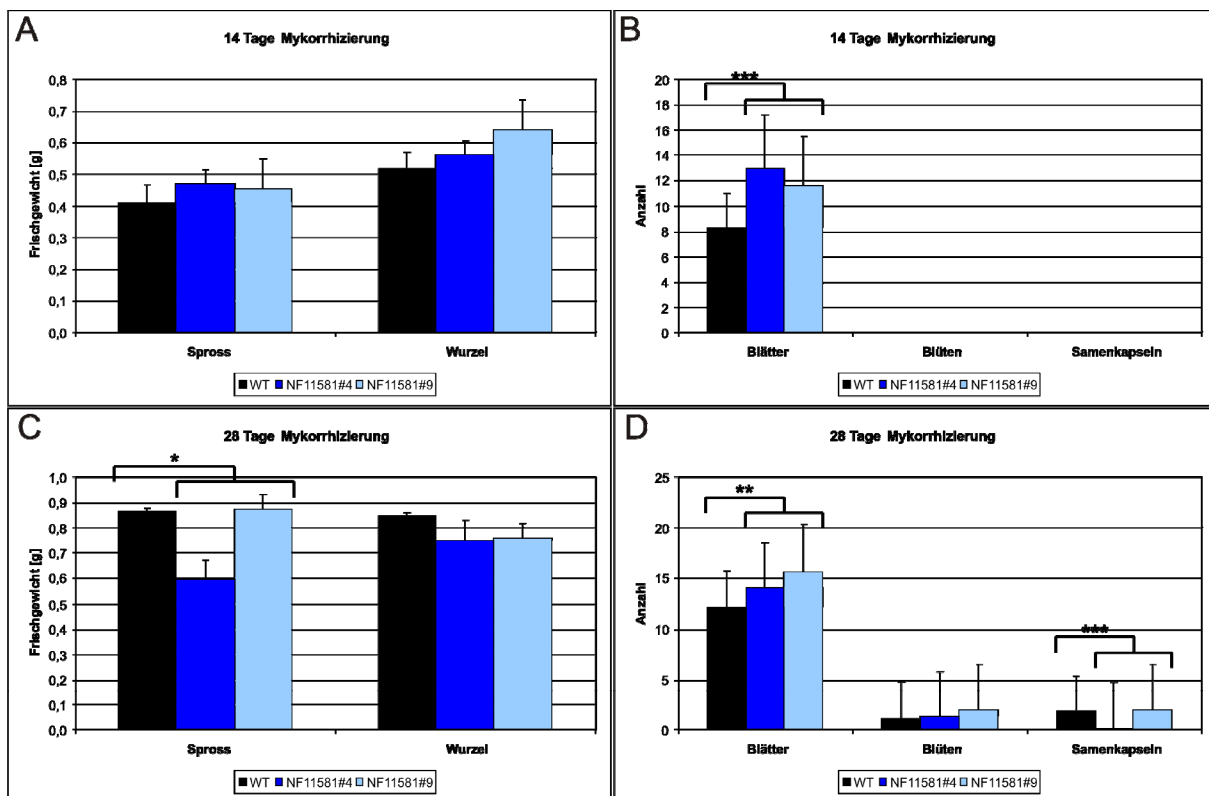 A
14 Tage Mykorrhizierung
Frischgewicht [g]
0,8
0,7
0,6
0,5
0,4
0,3
0,2
0,1
0,0
Spross Wurzel
WT NF11581#4 NF11581#9
B
14 Tage Mykorrhizierung
Anzahl
20
18
16
14
12
10
8
6
4
2
0
***
Blätter Blüten Samenkapseln
WT NF11581#4 NF11581#9
C
28 Tage Mykorrhizierung
Frischgewicht [g]
1,0
0,9
0,8
0,7
0,6
0,5
0,4
0,3
0,2
0,1
0,0
*
Spross Wurzel
WT NF11581#4 NF11581#9
D
28 Tage Mykorrhizierung
Anzahl
25
20
15
10
5
0
**
***
Blätter Blüten Samenkapseln
WT NF11581#4 NF11581#9